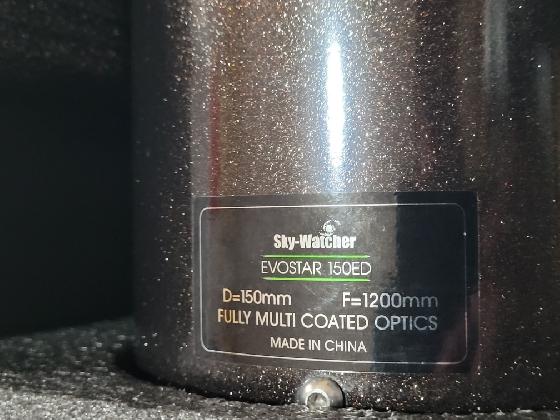 Sky-Watcher
EVOSTAR 150ED
D=150mm F=1200mm
FULLY MULTI COATED OPTICS
MADE IN CHINA